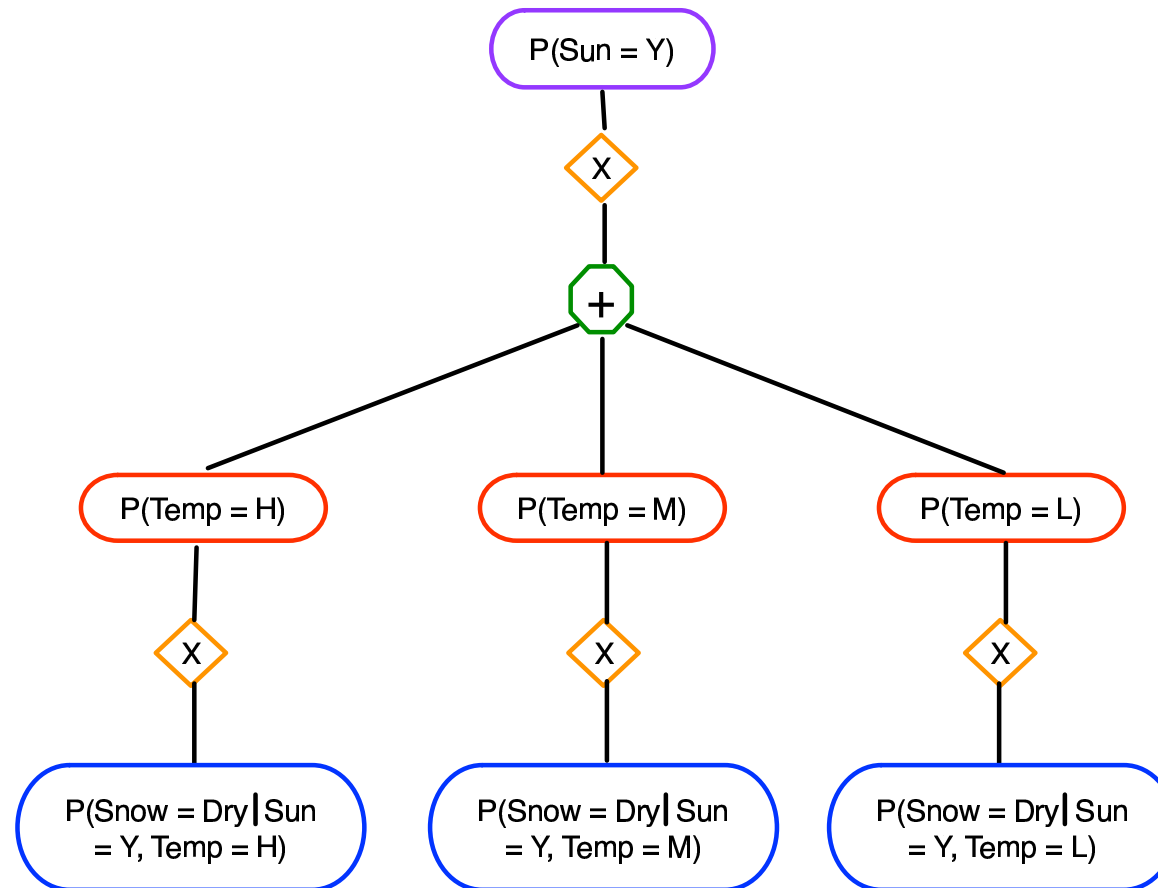 P(Sun = Y)
X
+
P(Temp = H)
P(Temp = M)
P(Temp = L)
X
X
X
P(Snow = Dry|Sun
= Y, Temp = H)
P(Snow = Dry|Sun
= Y, Temp = M)
P(Snow = Dry|Sun
= Y, Temp = L)